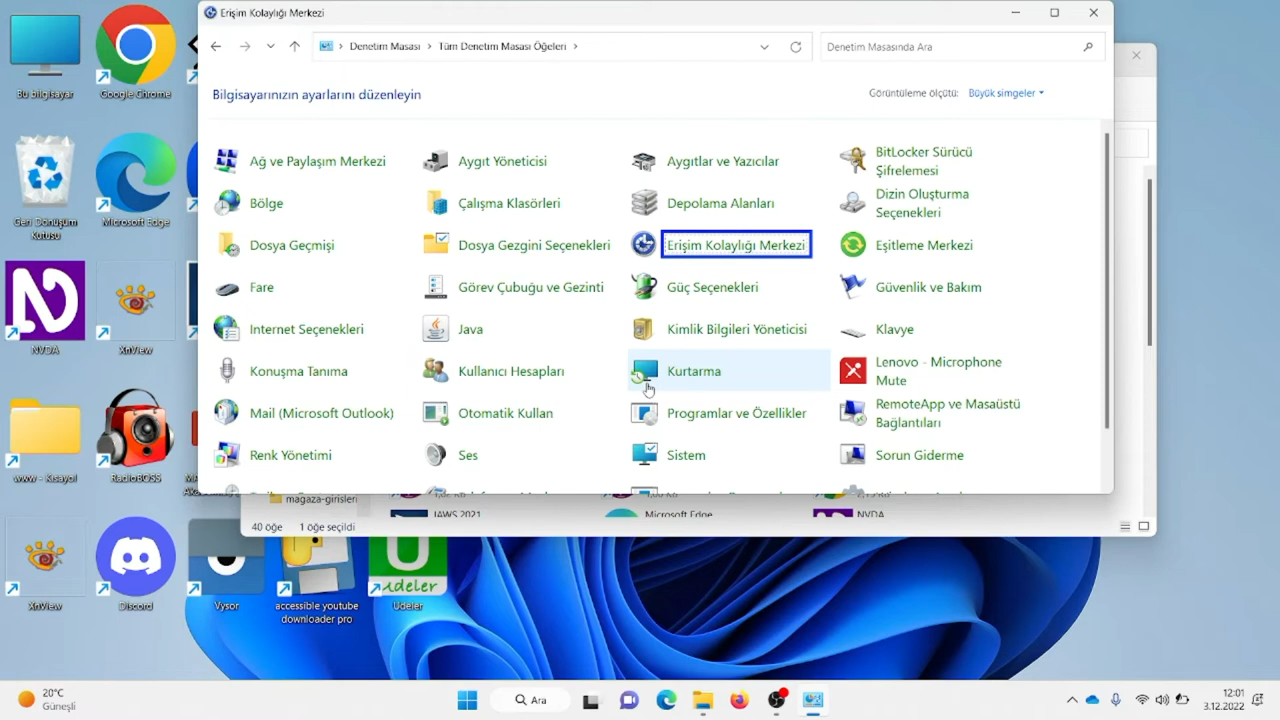 Erişim Kolaylığı Merkezi
Denetim Masası
Tüm Denetim Masası Öğeleri
Denetim Masasında Ara
Bilgisayarınızın ayarlarını düzenleyin
Görüntüleme ölçütü: Büyük simgeler
Ağ ve Paylaşım Merkezi
Aygıt Yöneticisi
Aygıtlar ve Yazıcılar
BitLocker Sürücü
Şifrelemesi
Bölge
Çalışma Klasörleri
Depolama Alanları
Dizin Oluşturma
Seçenekleri
Dosya Geçmişi
Dosya Gezgini Seçenekleri
Erişim Kolaylığı Merkezi
Eşitleme Merkezi
Fare
Görev Çubuğu ve Gezinti
Güç Seçenekleri
Güvenlik ve Bakım
Internet Seçenekleri
Java
Kimlik Bilgileri Yöneticisi
Klavye
Konuşma Tanıma
Kullanıcı Hesapları
Kurtarma
Lenovo - Microphone
Mute
Mail (Microsoft Outlook)
Otomatik Kullan
Programlar ve Özellikler
RemoteApp ve Masaüstü
Bağlantıları
Renk Yönetimi
Ses
Sistem
Sorun Giderme
magaza-girisleri
JAWS 2021
Microsoft Edge
NVDA
40 öğe
1 öğe seçildi
Bu bilgisayar
Google Chrome
Geri Dönüşüm
Kutusu
Microsoft Edge
NVDA
XnView
www - Kısayol
RadioBOSS
XnView
Discord
Vysor
accessible youtube
downloader pro
Udeler
Udeler
20°C
Güneşli
Ara
12:01
3.12.2022